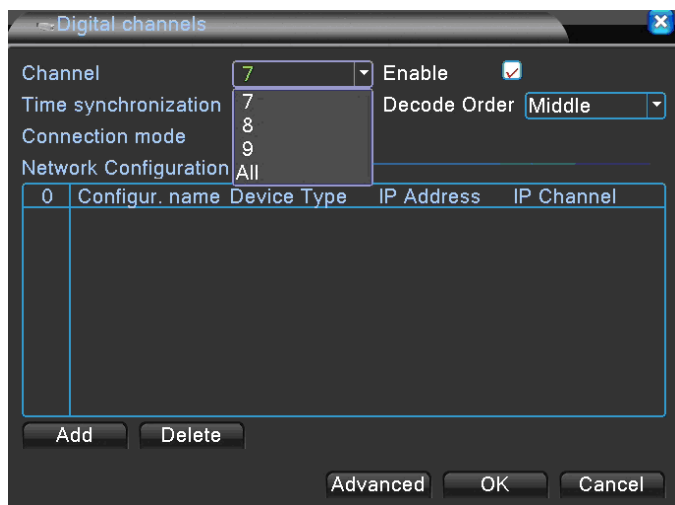 Digital channels
Channel 7 Enable
Time synchronization 7 Decode Order Middle
8
Connection mode
9
Network Configuration All
0 Configur. name Device Type IP Address IP Channel
Add Delete
Advanced OK Cancel